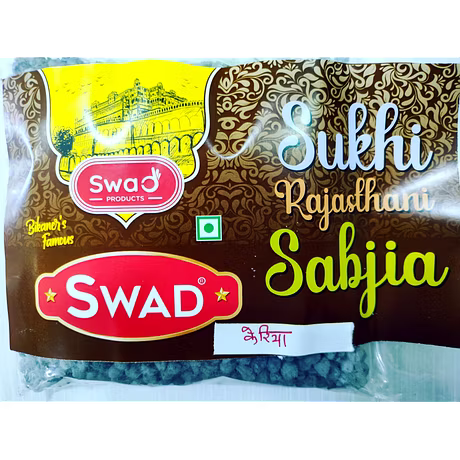 Swad
PRODUCTS
Bikaner's
Famous
SWAD®
Sukhi
Rajasthani
Sabjia
कैरिया